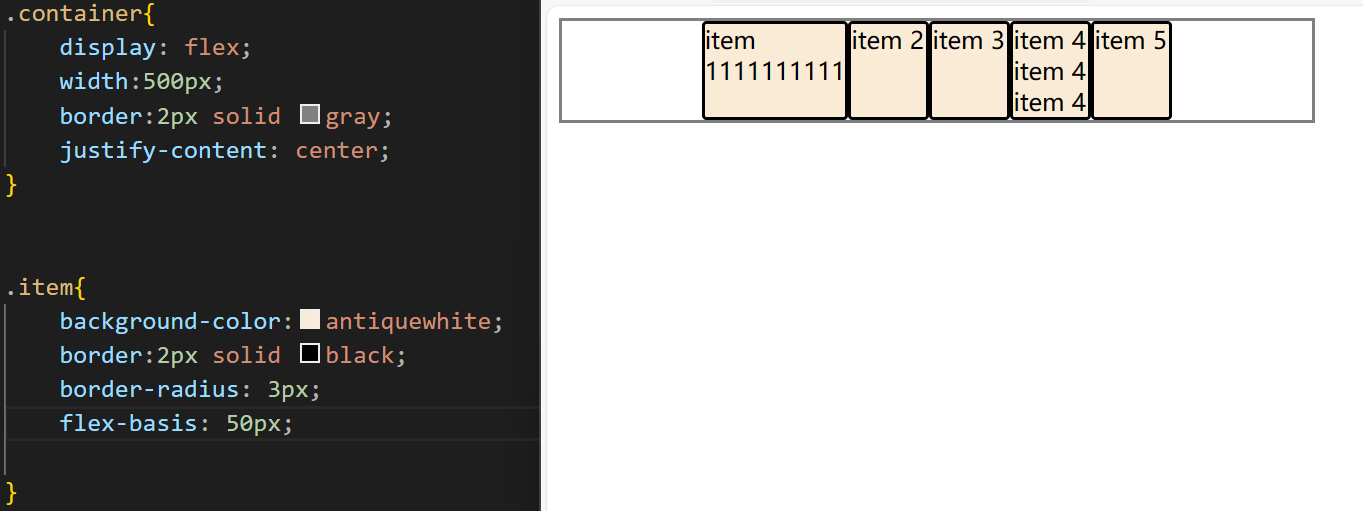 .container{
    display: flex;
    width:500px;
    border:2px solid gray;
    justify-content: center;
}
.item{
    background-color:antiquewhite;
    border:2px solid black;
    border-radius: 3px;
    flex-basis: 50px;
}
item
1111111111
item 2
item 3
item 4
item 4
item 4
item 5